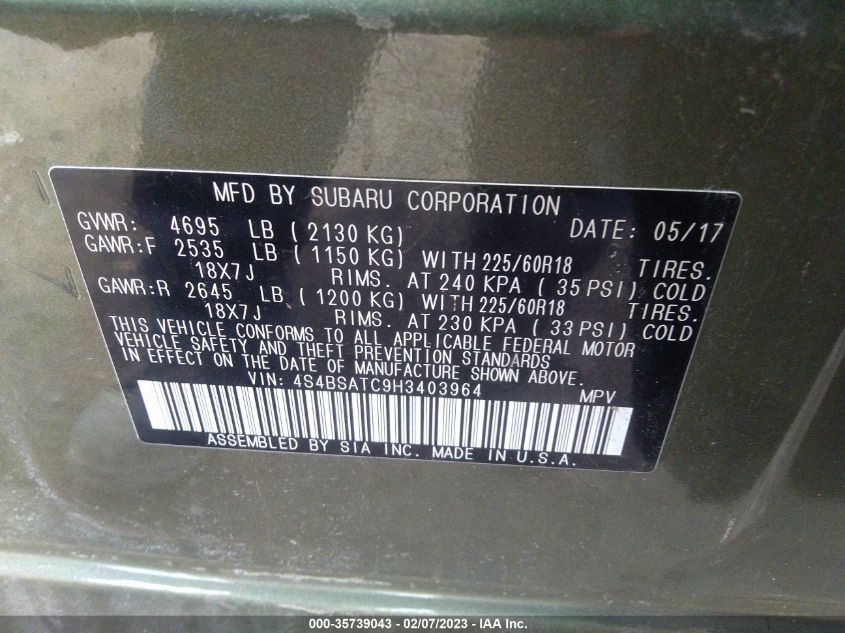 MFD BY SUBARU CORPORATION
GVWR: 4695 LB ( 2130 KG) DATE: 05/17
GAWR:F 2535 LB ( 1150 KG) WITH 225/60R18 TIRES.
18X7J RIMS. AT 240 KPA ( 35 PSI) COLD
GAWR:R 2645 LB ( 1200 KG) WITH 225/60R18 TIRES.
18X7J RIMS. AT 230 KPA ( 33 PSI) COLD
THIS VEHICLE CONFORMS TO ALL APPLICABLE FEDERAL MOTOR
VEHICLE SAFETY AND THEFT PREVENTION STANDARDS
IN EFFECT ON THE DATE OF MANUFACTURE SHOWN ABOVE.
VIN: 4S4BSATC9H3403964 MPV
ASSEMBLED BY SIA INC. MADE IN U.S.A.
000-35739043 - 02/07/2023 - IAA Inc.